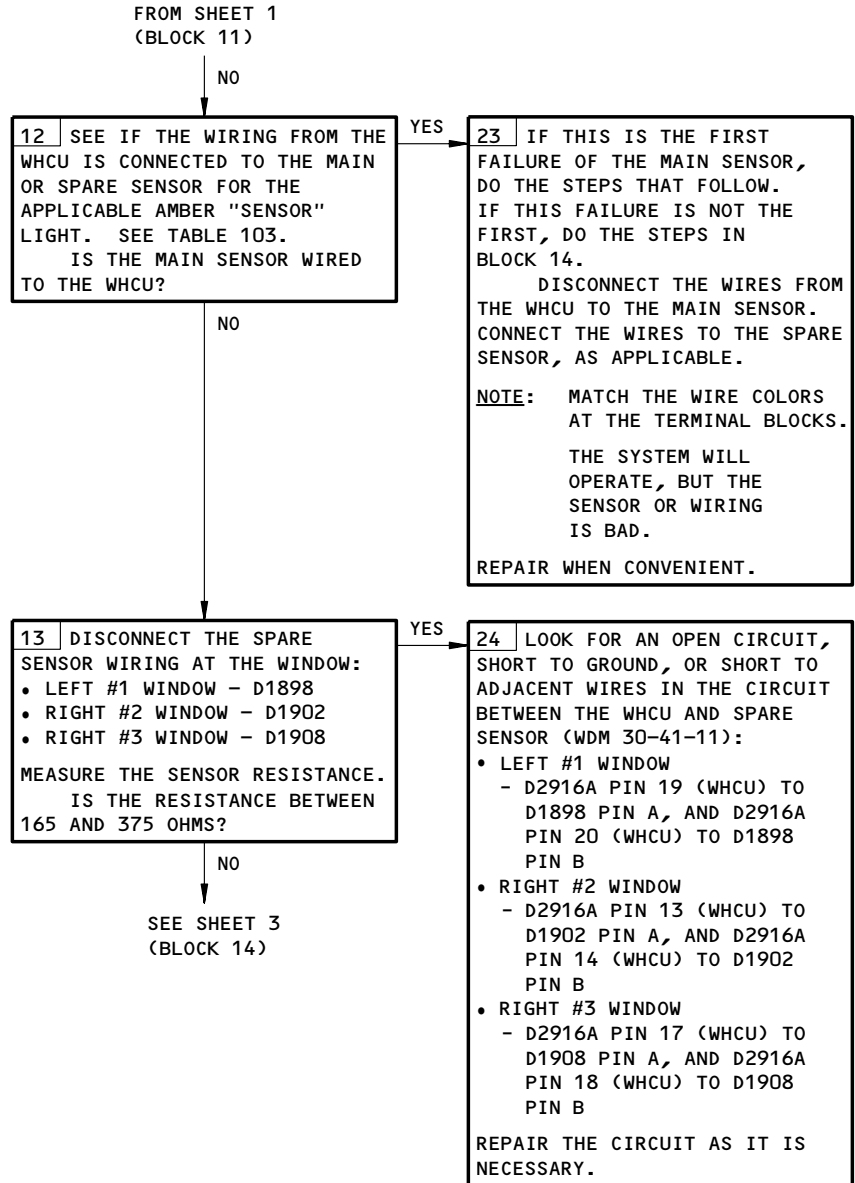 FROM SHEET 1
(BLOCK 11)
NO
12 SEE IF THE WIRING FROM THE
WHCU IS CONNECTED TO THE MAIN
OR SPARE SENSOR FOR THE
APPLICABLE AMBER "SENSOR"
LIGHT. SEE TABLE 103.
IS THE MAIN SENSOR WIRED
TO THE WHCU?
YES
23 IF THIS IS THE FIRST
FAILURE OF THE MAIN SENSOR,
DO THE STEPS THAT FOLLOW.
IF THIS FAILURE IS NOT THE
FIRST, DO THE STEPS IN
BLOCK 14.
DISCONNECT THE WIRES FROM
THE WHCU TO THE MAIN SENSOR.
CONNECT THE WIRES TO THE SPARE
SENSOR, AS APPLICABLE.
NOTE: MATCH THE WIRE COLORS
AT THE TERMINAL BLOCKS.
THE SYSTEM WILL
OPERATE, BUT THE
SENSOR OR WIRING
IS BAD.
REPAIR WHEN CONVENIENT.
NO
13 DISCONNECT THE SPARE
SENSOR WIRING AT THE WINDOW:
• LEFT #1 WINDOW - D1898
• RIGHT #2 WINDOW - D1902
• RIGHT #3 WINDOW - D1908
MEASURE THE SENSOR RESISTANCE.
IS THE RESISTANCE BETWEEN
165 AND 375 OHMS?
YES
24 LOOK FOR AN OPEN CIRCUIT,
SHORT TO GROUND, OR SHORT TO
ADJACENT WIRES IN THE CIRCUIT
BETWEEN THE WHCU AND SPARE
SENSOR (WDM 30-41-11):
• LEFT #1 WINDOW
- D2916A PIN 19 (WHCU) TO
D1898 PIN A, AND D2916A
PIN 20 (WHCU) TO D1898
PIN B
• RIGHT #2 WINDOW
- D2916A PIN 13 (WHCU) TO
D1902 PIN A, AND D2916A
PIN 14 (WHCU) TO D1902
PIN B
• RIGHT #3 WINDOW
- D2916A PIN 17 (WHCU) TO
D1908 PIN A, AND D2916A
PIN 18 (WHCU) TO D1908
PIN B
REPAIR THE CIRCUIT AS IT IS
NECESSARY.
NO
SEE SHEET 3
(BLOCK 14)